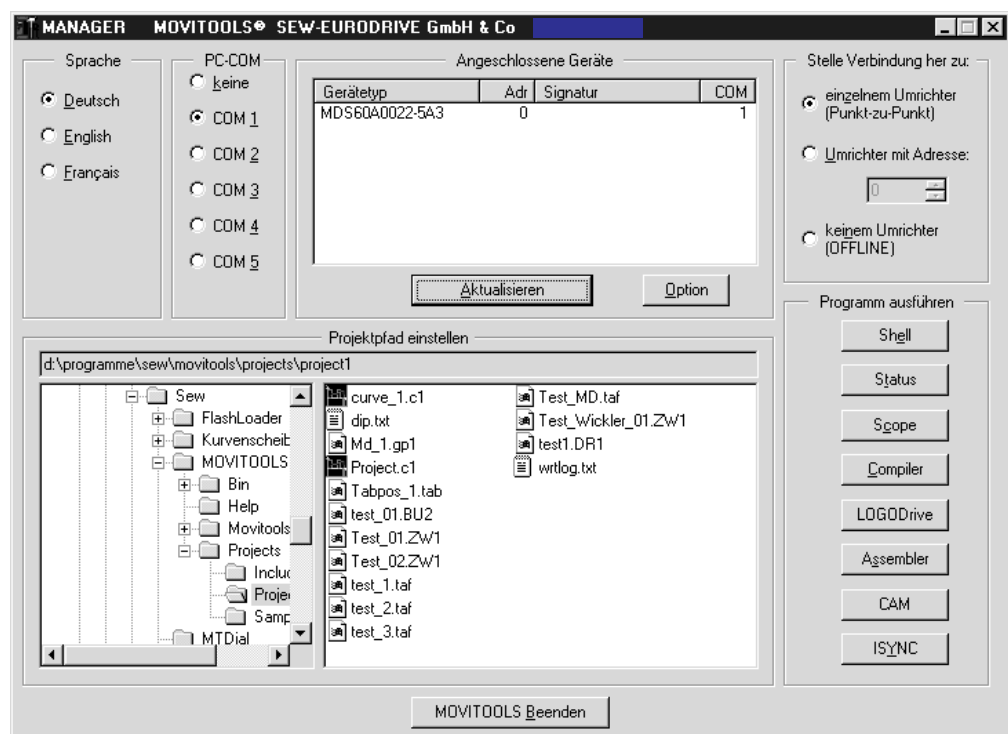 MANAGER MOVITOOLS® SEW-EURODRIVE GmbH & Co
Sprache
Deutsch
English
Français
PC-COM
keine
COM 1
COM 2
COM 3
COM 4
COM 5
Angeschlossene Geräte
Gerätetyp Adr Signatur COM
MDS60A0022-5A3 0 1
Aktualisieren
Option
Stelle Verbindung her zu:
einzelnem Umrichter
(Punkt-zu-Punkt)
Umrichter mit Adresse:
0
keinem Umrichter
(OFFLINE)
Projektpfad einstellen
d:\programme\sew\movitools\projects\project1
Sew
FlashLoader
Kurvenscheib
MOVITOOLS
Bin
Help
Movitools
Projects
Includ
Projec
Samp
MTDial
curve_1.c1
dip.txt
Md_1.gp1
Project.c1
Tabpos_1.tab
test_01.BU2
Test_01.ZW1
Test_02.ZW1
test_1.taf
test_2.taf
test_3.taf
Test_MD.taf
Test_Wickler_01.ZW1
test1.DR1
wrtlog.txt
Programm ausführen
Shell
Status
Scope
Compiler
LOGODrive
Assembler
CAM
ISYNC
MOVITOOLS Beenden